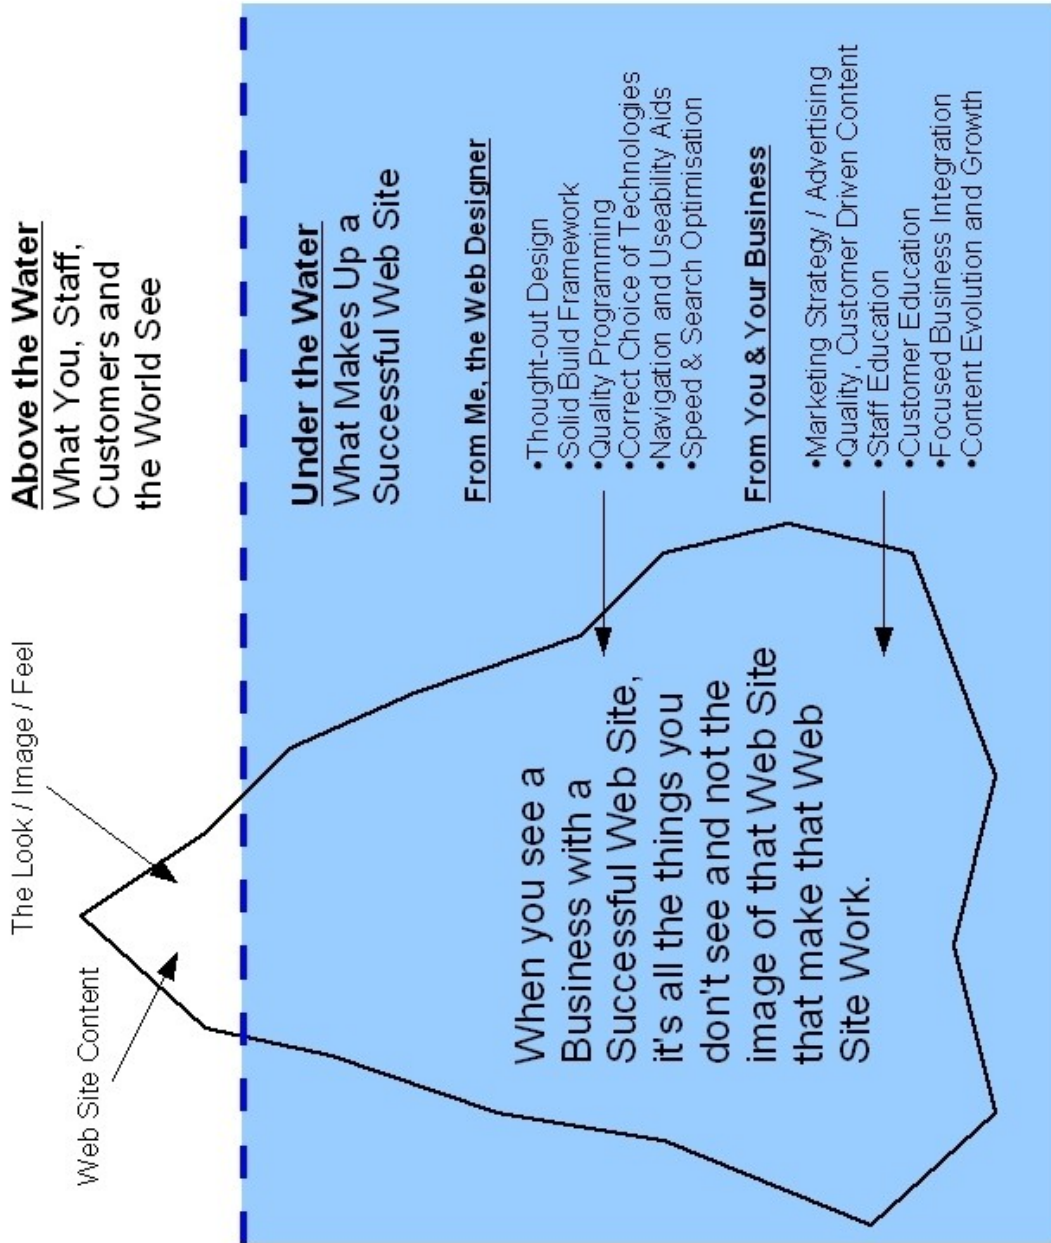 The Look / Image / Feel
Web Site Content
Above the Water
What You, Staff,
Customers and
the World See
Under the Water
What Makes Up a
Successful Web Site
From Me, the Web Designer
•Thought-out Design
•Solid Build Framework
•Quality Programming
•Correct Choice of Technologies
•Navigation and Useability Aids
•Speed & Search Optimisation
From You & Your Business
•Marketing Strategy / Advertising
•Quality, Customer Driven Content
•Staff Education
•Customer Education
•Focused Business Integration
•Content Evolution and Growth
When you see a
Business with a
Successful Web Site,
it's all the things you
don't see and not the
image of that Web Site
that make that Web
Site Work.